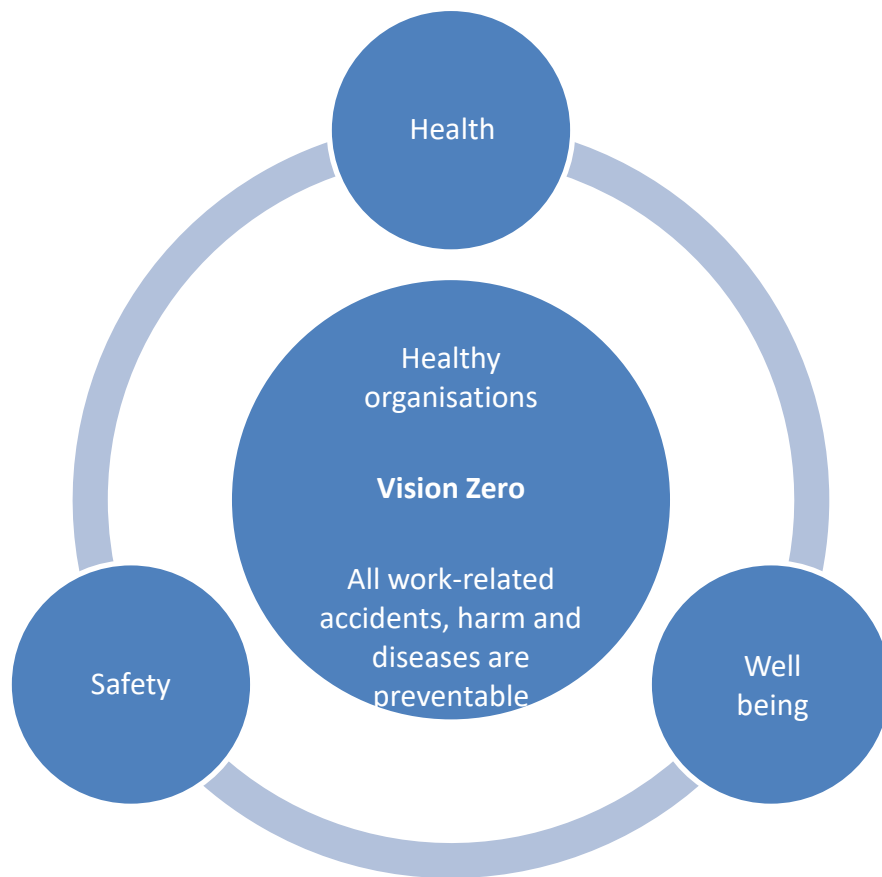 Health
Healthy
organisations
Vision Zero
All work-related
accidents, harm and
diseases are
preventable
Safety
Well
being